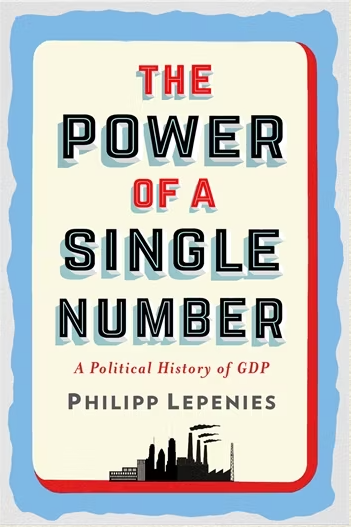 THE
POWER
OF A
SINGLE
NUMBER
A Political History of GDP
PHILIPP LEPENIES